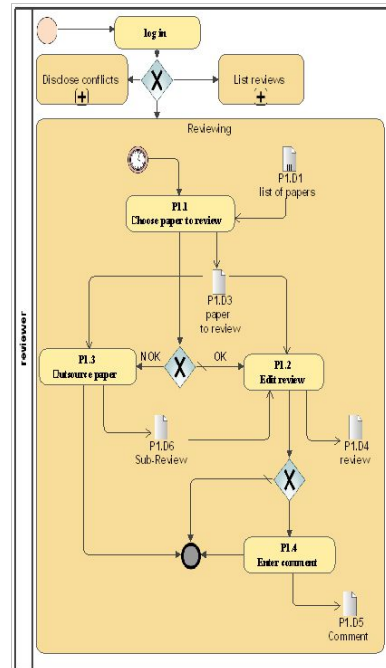 log in
Disclose conflicts
List reviews
Reviewing
P1.1
Choose paper to review
P1.D1
list of papers
P1.D3
paper
to review
reviewer
P1.3
Outsource paper
NOK
OK
P1.2
Edit review
P1.D6
Sub-Review
P1.D4
review
P1.4
Enter comment
P1.D5
Comment